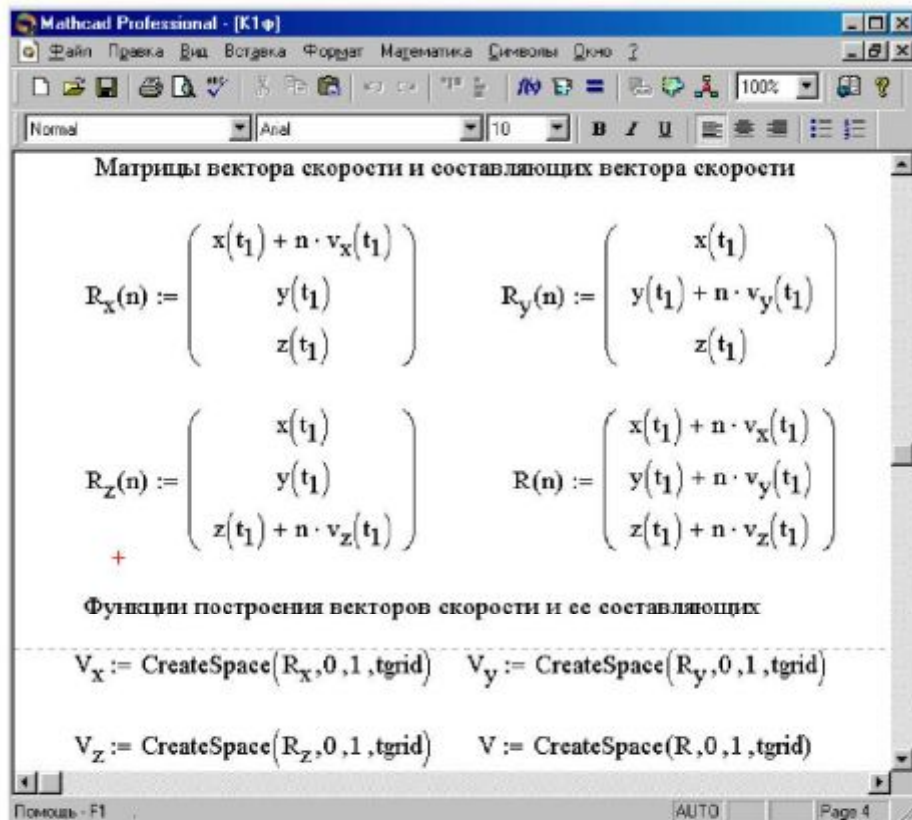 Mathcad Professional - [К1ф]
Файл Правка Вид Вставка Формат Математика Символы Окно ?
100%
Normal Arial 10 B I U
Матрицы вектора скорости и составляющих вектора скорости
R_x(n) := ( x(t_1) + n · v_x(t_1) ; y(t_1) ; z(t_1) ) R_y(n) := ( x(t_1) ; y(t_1) + n · v_y(t_1) ; z(t_1) )
R_z(n) := ( x(t_1) ; y(t_1) ; z(t_1) + n · v_z(t_1) ) R(n) := ( x(t_1) + n · v_x(t_1) ; y(t_1) + n · v_y(t_1) ; z(t_1) + n · v_z(t_1) )
Функции построения векторов скорости и ее составляющих
V_x := CreateSpace(R_x,0,1,tgrid) V_y := CreateSpace(R_y,0,1,tgrid)
V_z := CreateSpace(R_z,0,1,tgrid) V := CreateSpace(R,0,1,tgrid)
Помощь - F1 AUTO Page 4